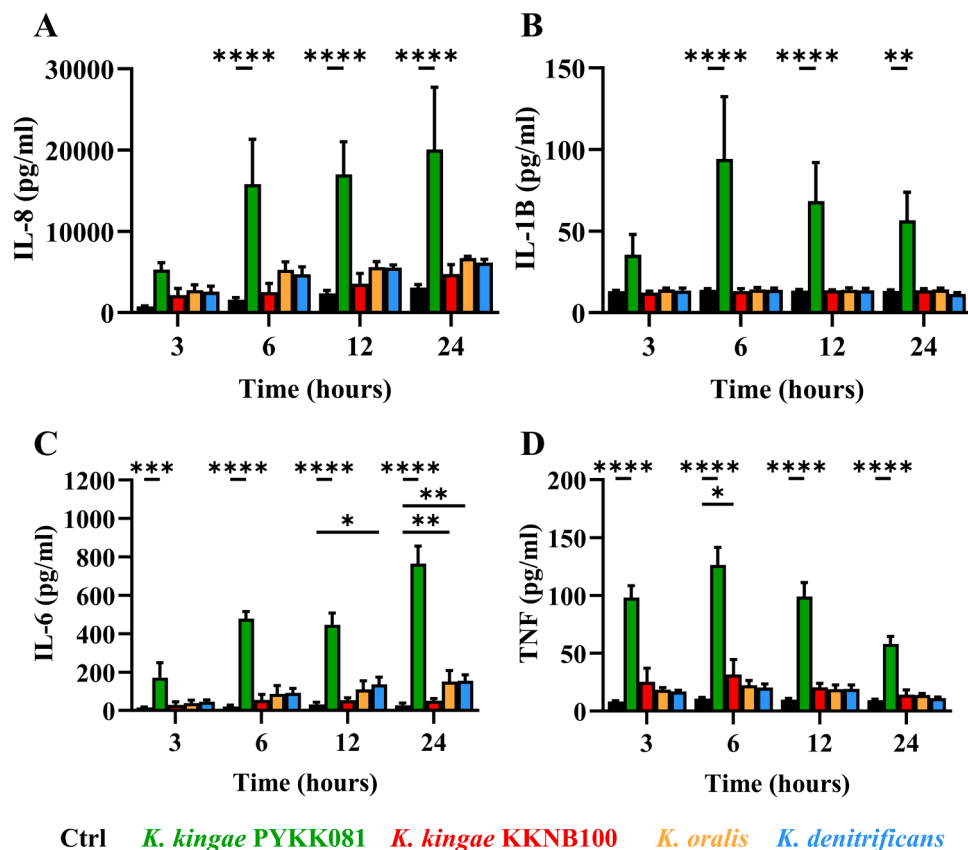 A
B
**** **** ****
**** **** **
30000
20000
10000
0
IL-8 (pg/ml)
150
100
50
0
IL-1B (pg/ml)
3 6 12 24
Time (hours)
3 6 12 24
Time (hours)
C
D
*** **** **** ****
**
* **
**** **** **** ****
*
1200
1000
800
600
400
200
0
IL-6 (pg/ml)
200
150
100
50
0
TNF (pg/ml)
3 6 12 24
Time (hours)
3 6 12 24
Time (hours)
Ctrl K. kingae PYKK081 K. kingae KKNB100 K. oralis K. denitrificans